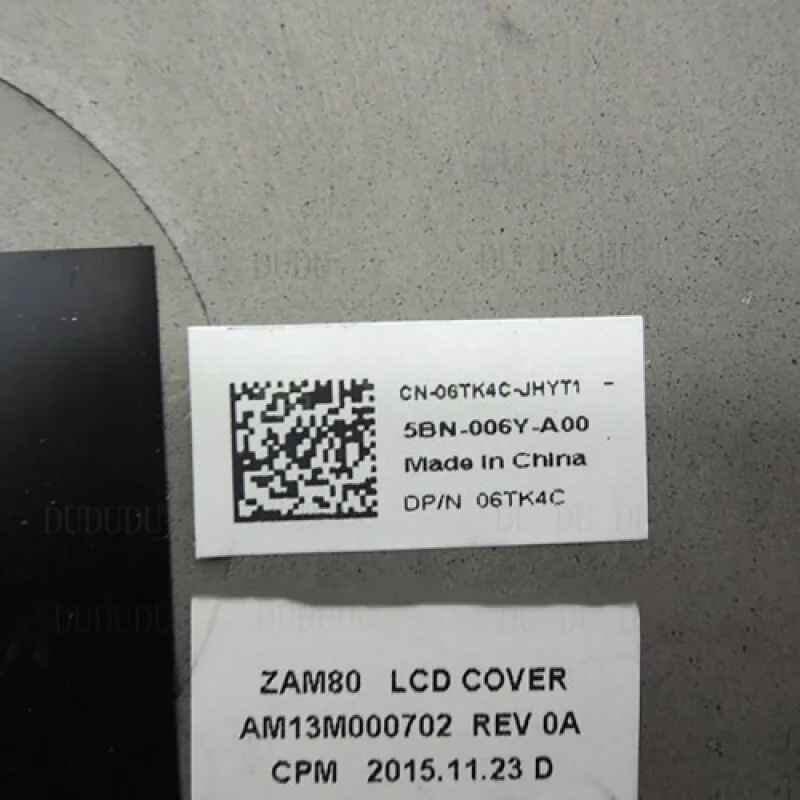 CN-06TK4C-JHYT1 -
5BN-006Y-A00
Made In China
DP/N 06TK4C
ZAM80 LCD COVER
AM13M000702 REV 0A
CPM 2015.11.23 D